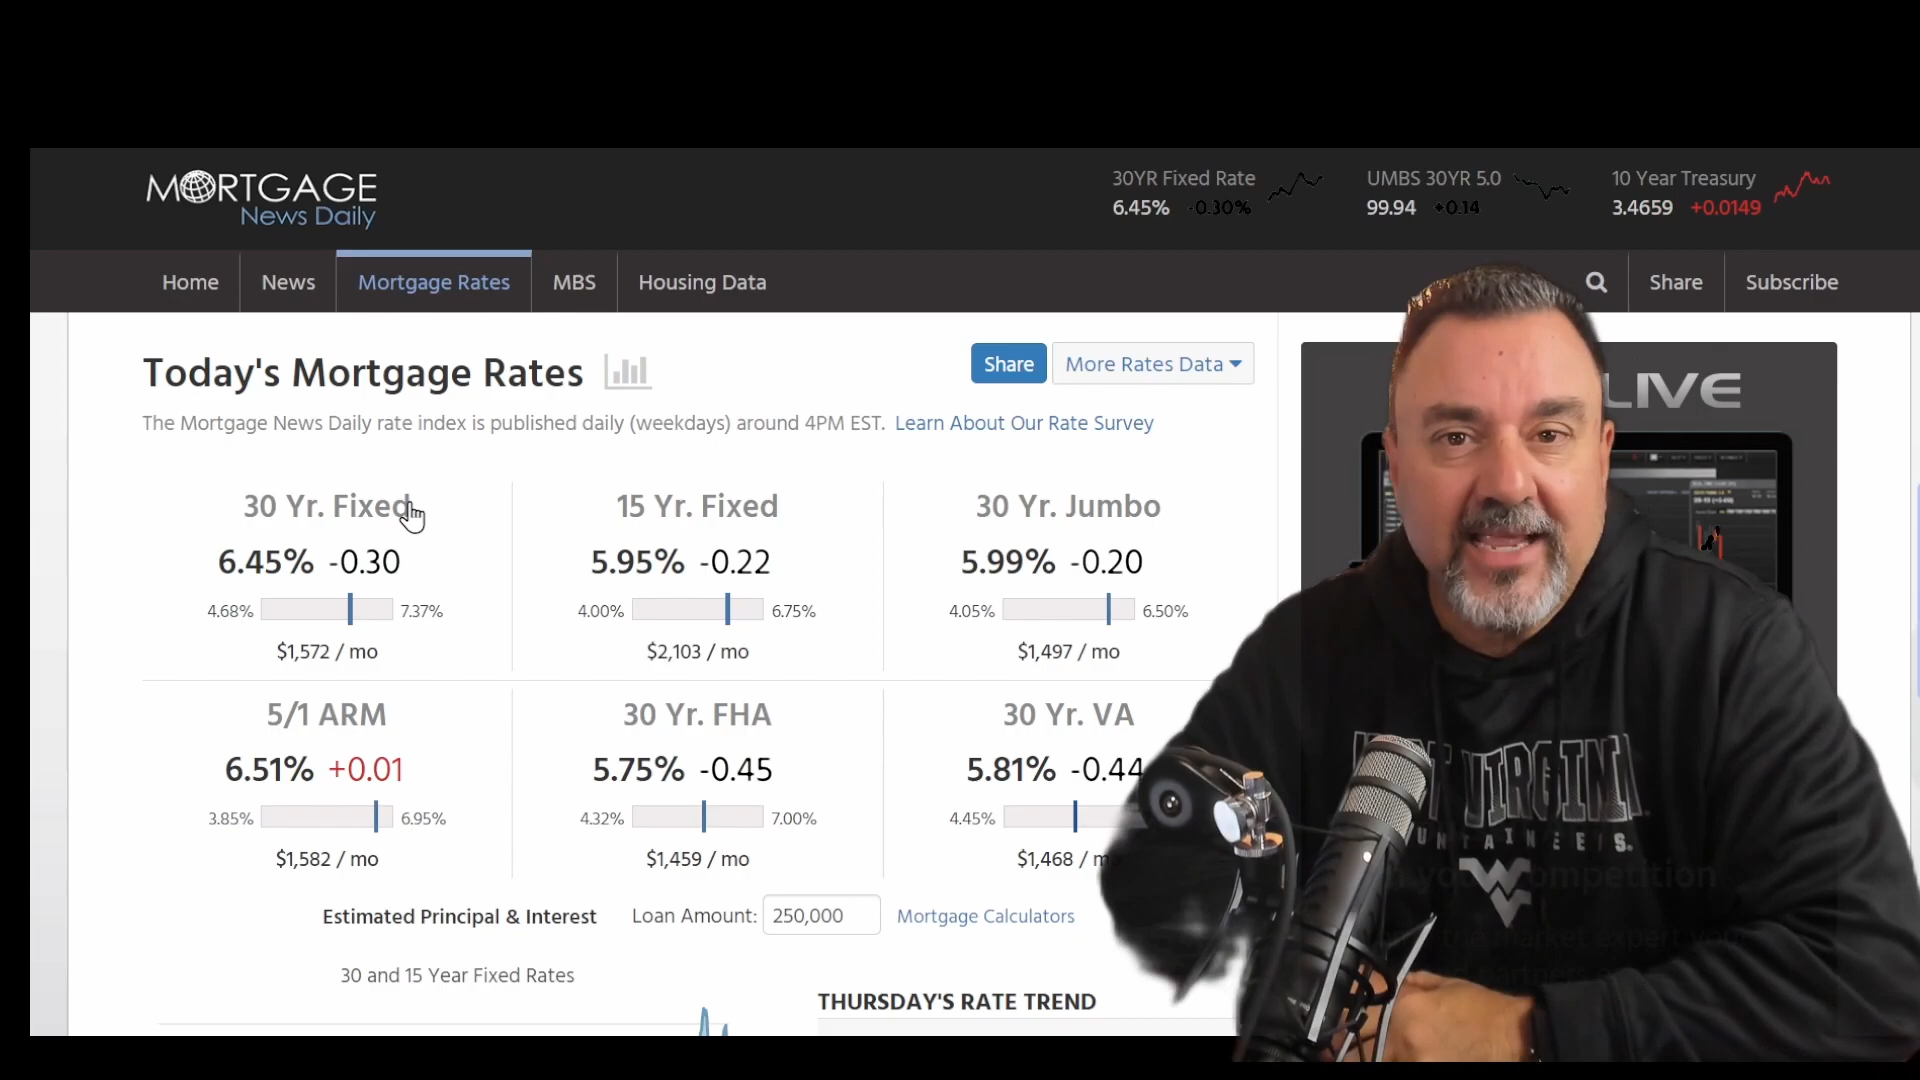 MORTGAGE
News Daily
30YR Fixed Rate
6.45% -0.30%
UMBS 30YR 5.0
99.94 +0.14
10 Year Treasury
3.4659 +0.0149
Home News Mortgage Rates MBS Housing Data Share Subscribe
Today's Mortgage Rates Share More Rates Data
The Mortgage News Daily rate index is published daily (weekdays) around 4PM EST. Learn About Our Rate Survey
LIVE
30 Yr. Fixed
6.45% -0.30
4.68% 7.37%
$1,572 / mo
15 Yr. Fixed
5.95% -0.22
4.00% 6.75%
$2,103 / mo
30 Yr. Jumbo
5.99% -0.20
4.05% 6.50%
$1,497 / mo
5/1 ARM
6.51% +0.01
3.85% 6.95%
$1,582 / mo
30 Yr. FHA
5.75% -0.45
4.32% 7.00%
$1,459 / mo
30 Yr. VA
5.81% -0.44
4.45%
$1,468 / m
Estimated Principal & Interest Loan Amount: 250,000 Mortgage Calculators
30 and 15 Year Fixed Rates
THURSDAY'S RATE TREND
VIRGINI
UNTAINEERS.
WV
the market expert you